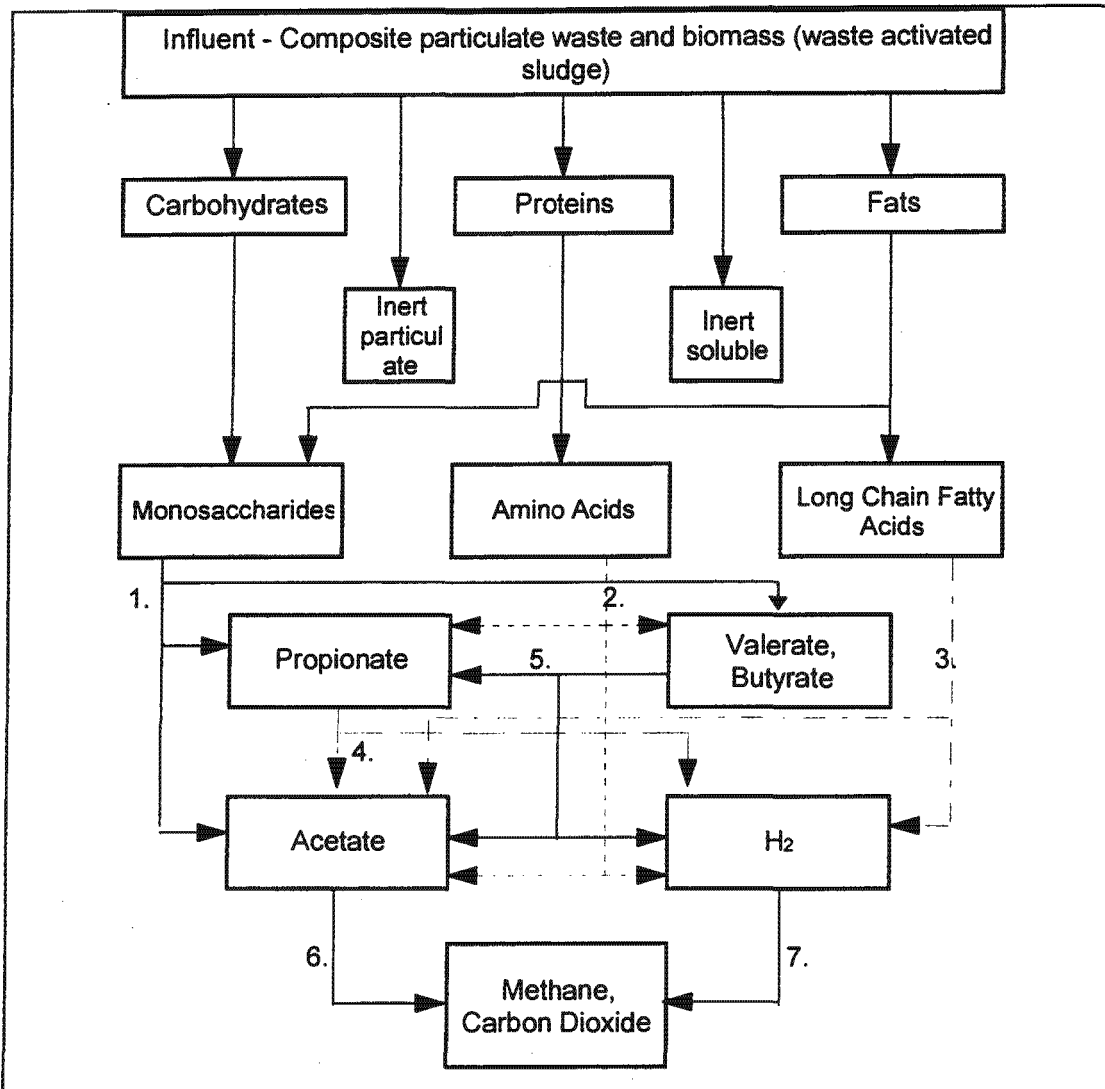 Influent - Composite particulate waste and biomass (waste activated
sludge)
Carbohydrates
Proteins
Fats
Inert
particul
ate
Inert
soluble
Monosaccharides
Amino Acids
Long Chain Fatty
Acids
1.
2.
Propionate
5.
Valerate,
Butyrate
3.
4.
Acetate
H₂
6.
7.
Methane,
Carbon Dioxide